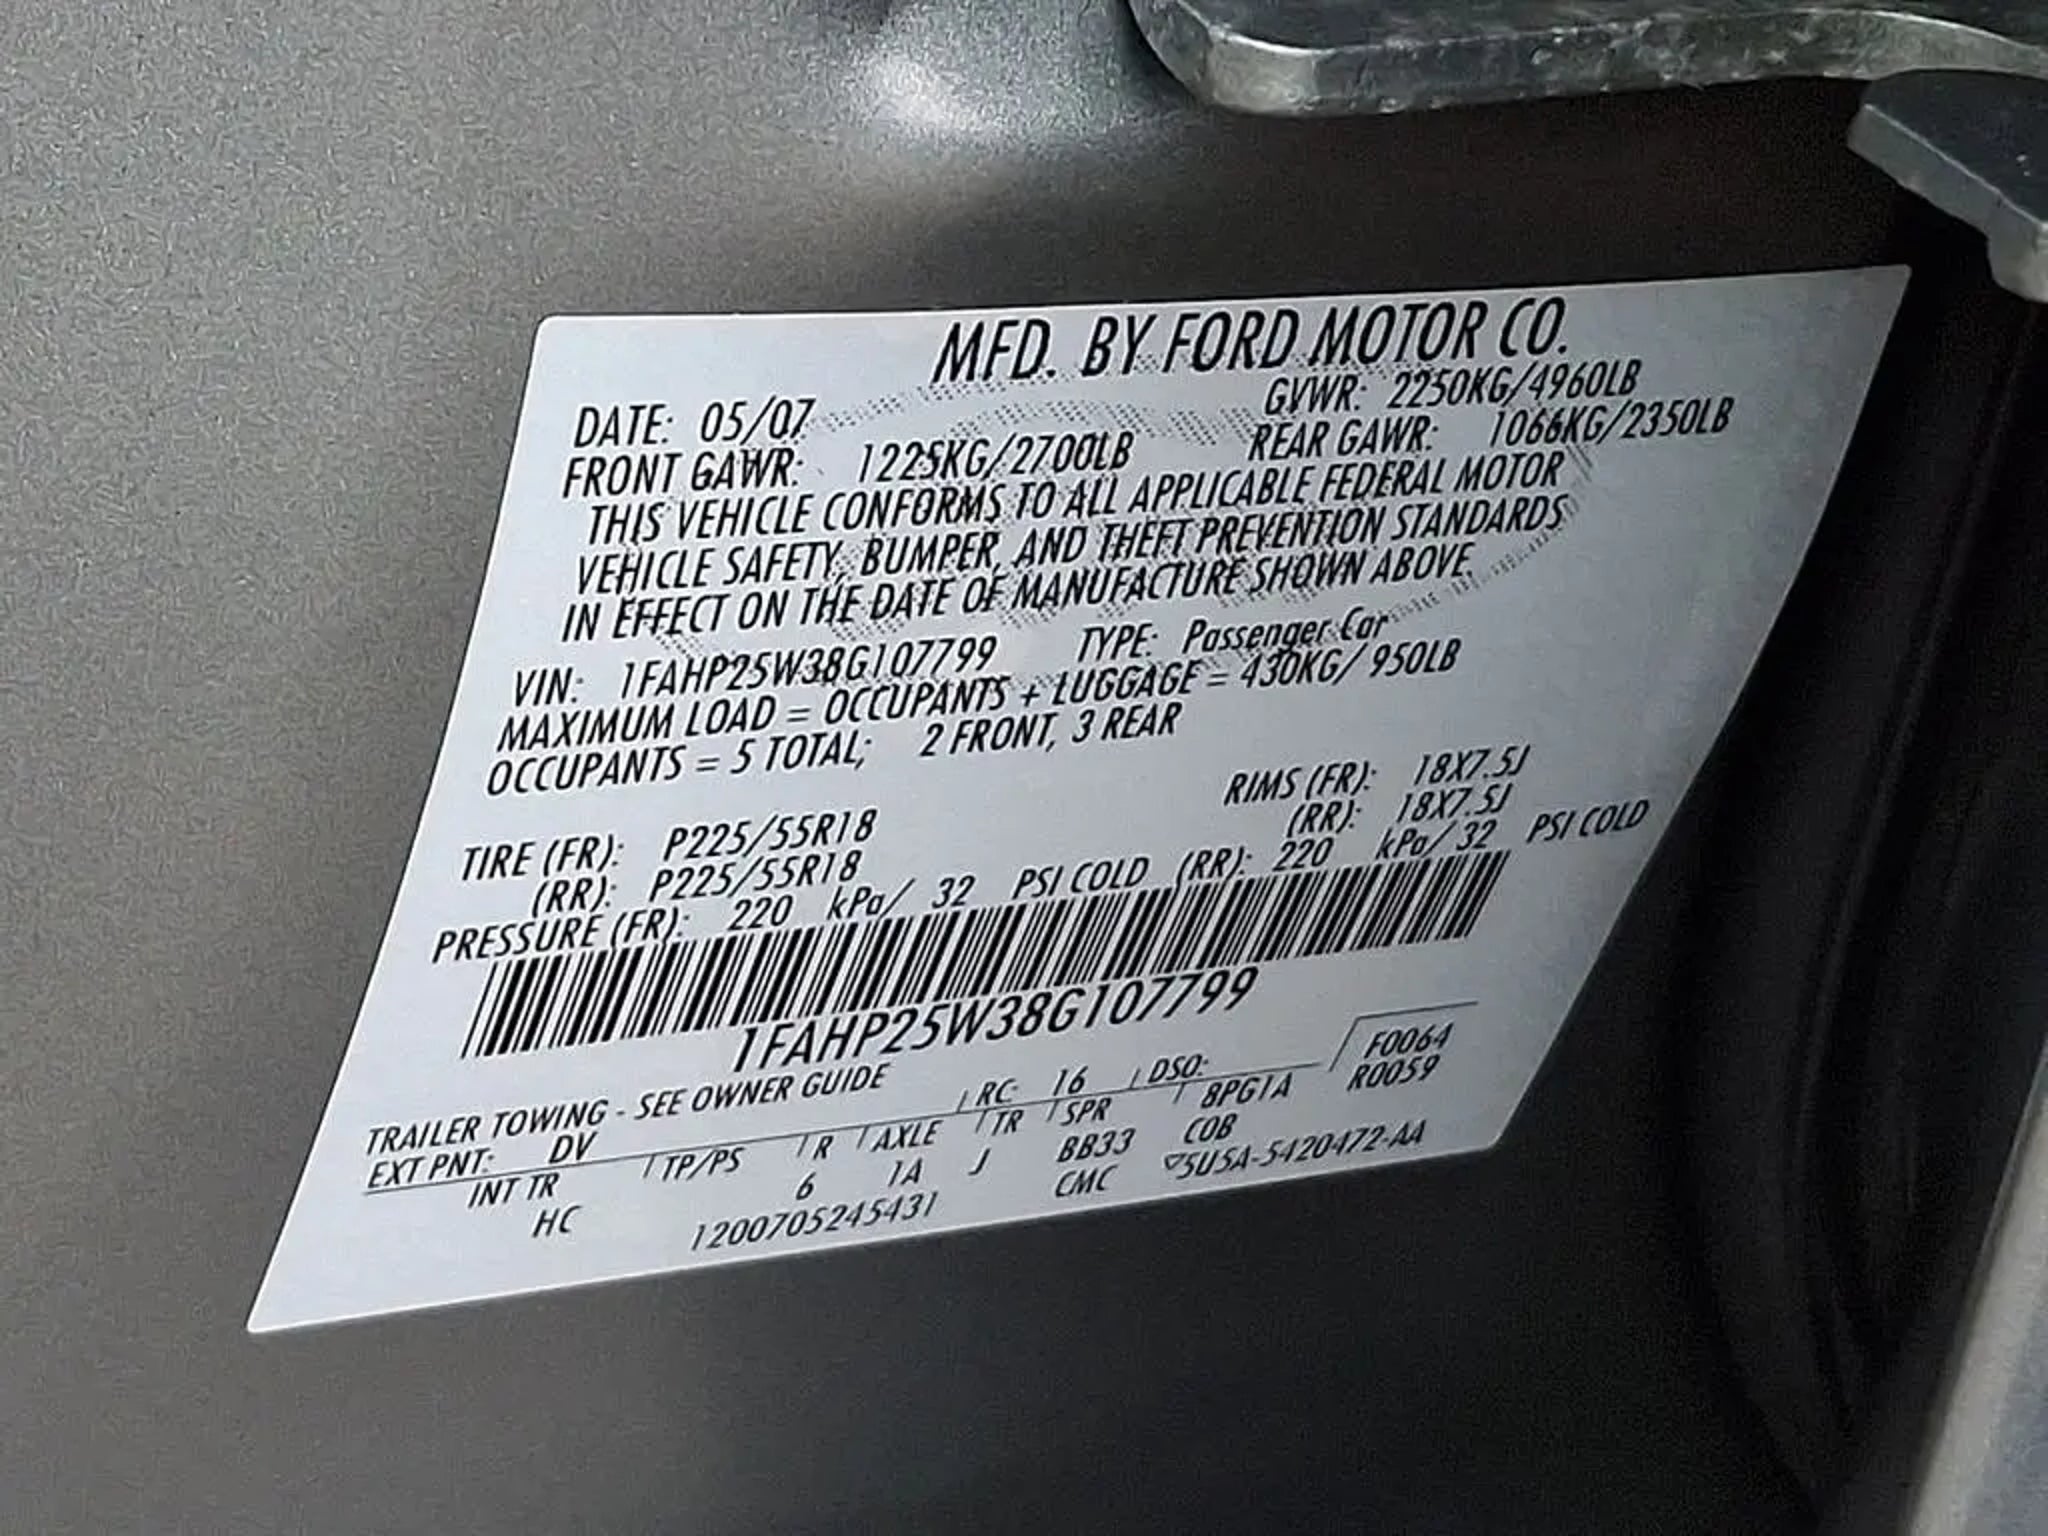 MFD. BY FORD MOTOR CO.
DATE: 05/07 GVWR: 2250KG/4960LB
FRONT GAWR: 1225KG/2700LB REAR GAWR: 1066KG/2350LB
THIS VEHICLE CONFORMS TO ALL APPLICABLE FEDERAL MOTOR
VEHICLE SAFETY, BUMPER, AND THEFT PREVENTION STANDARDS
IN EFFECT ON THE DATE OF MANUFACTURE SHOWN ABOVE.
VIN: 1FAHP25W38G107799 TYPE: Passenger Car
MAXIMUM LOAD = OCCUPANTS + LUGGAGE = 430KG/ 950LB
OCCUPANTS = 5 TOTAL; 2 FRONT, 3 REAR
TIRE (FR): P225/55R18 RIMS (FR): 18X7.5J
(RR): P225/55R18 (RR): 18X7.5J
PRESSURE (FR): 220 kPa/ 32 PSI COLD (RR): 220 kPa/ 32 PSI COLD
1FAHP25W38G107799
TRAILER TOWING - SEE OWNER GUIDE
EXT PNT: DV RC: 16 DSO: F0064
INT TR TP/PS R AXLE TR SPR 8PG1A R0059
HC 6 1A J BB33 COB
1200705245431 CMC 5U5A-5420472-AA